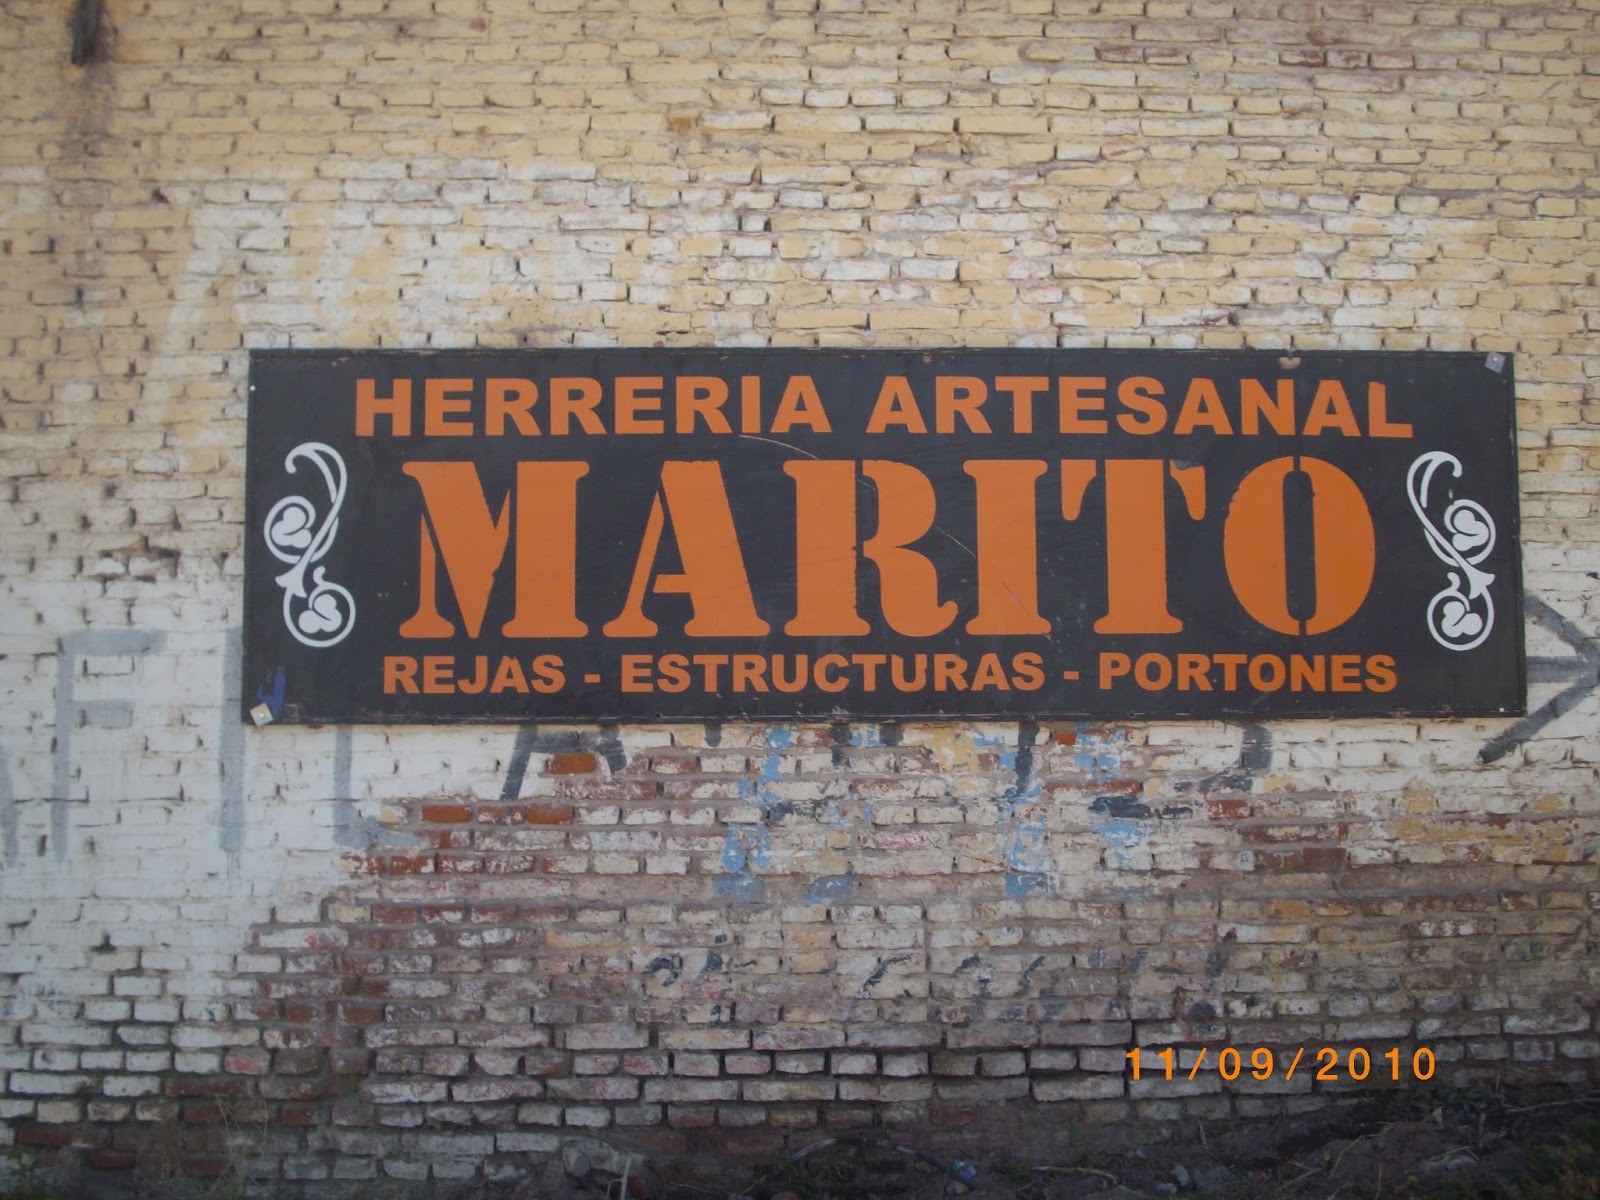 HERRERIA ARTESANAL
MARITO
REJAS - ESTRUCTURAS - PORTONES
11/09/2010